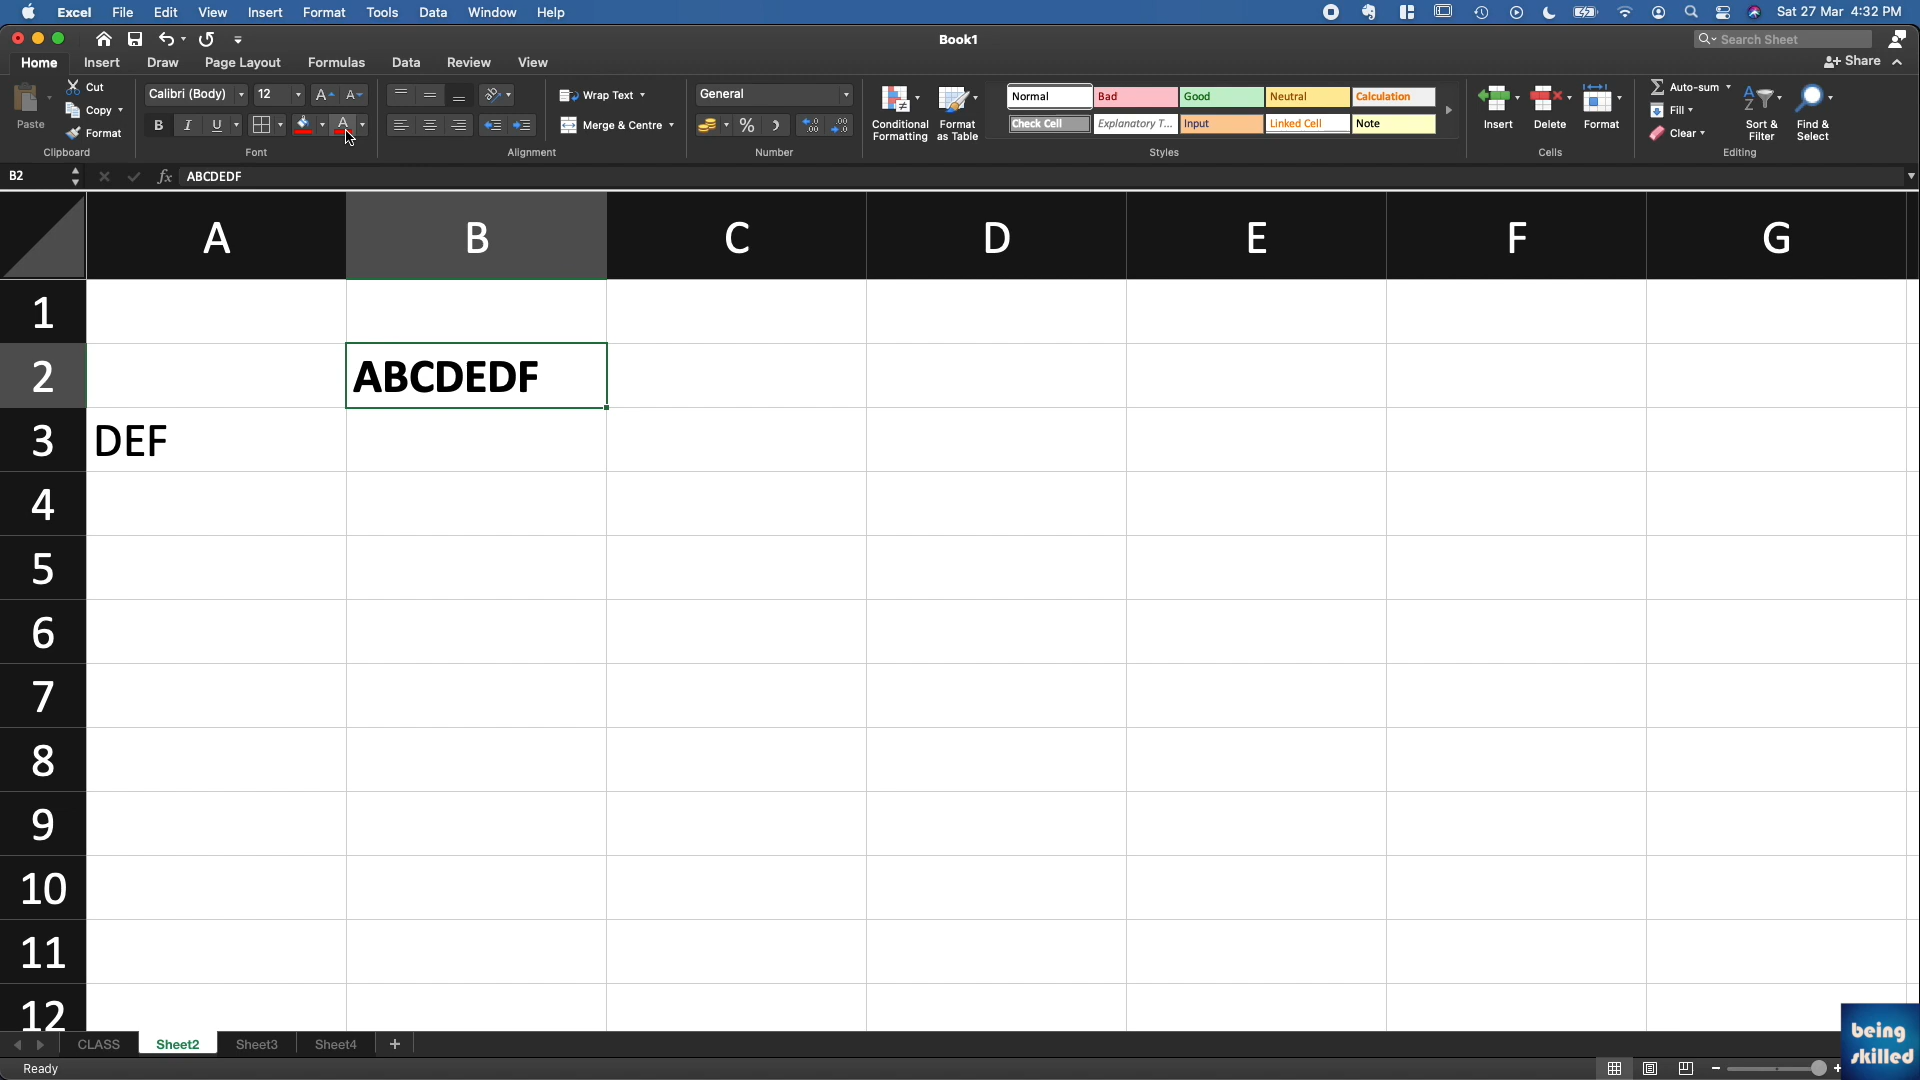 Excel File Edit View Insert Format Tools Data Window Help Sat 27 Mar 4:32 PM
Book1 Search Sheet
Home Insert Draw Page Layout Formulas Data Review View Share
Paste Cut Copy Format Clipboard
Calibri (Body) 12 A A B I U A Font
Wrap Text Merge & Centre Alignment
General % Number
Conditional Formatting Format as Table
Normal Bad Good Neutral Calculation
Check Cell Explanatory T... Input Linked Cell Note
Styles
Insert Delete Format Cells
Auto-sum Fill Clear Sort & Filter Find & Select Editing
B2 fx ABCDEDF
A B C D E F G
1
2 ABCDEDF
3 DEF
4
5
6
7
8
9
10
11
12
CLASS Sheet2 Sheet3 Sheet4 +
Ready
being
skilled